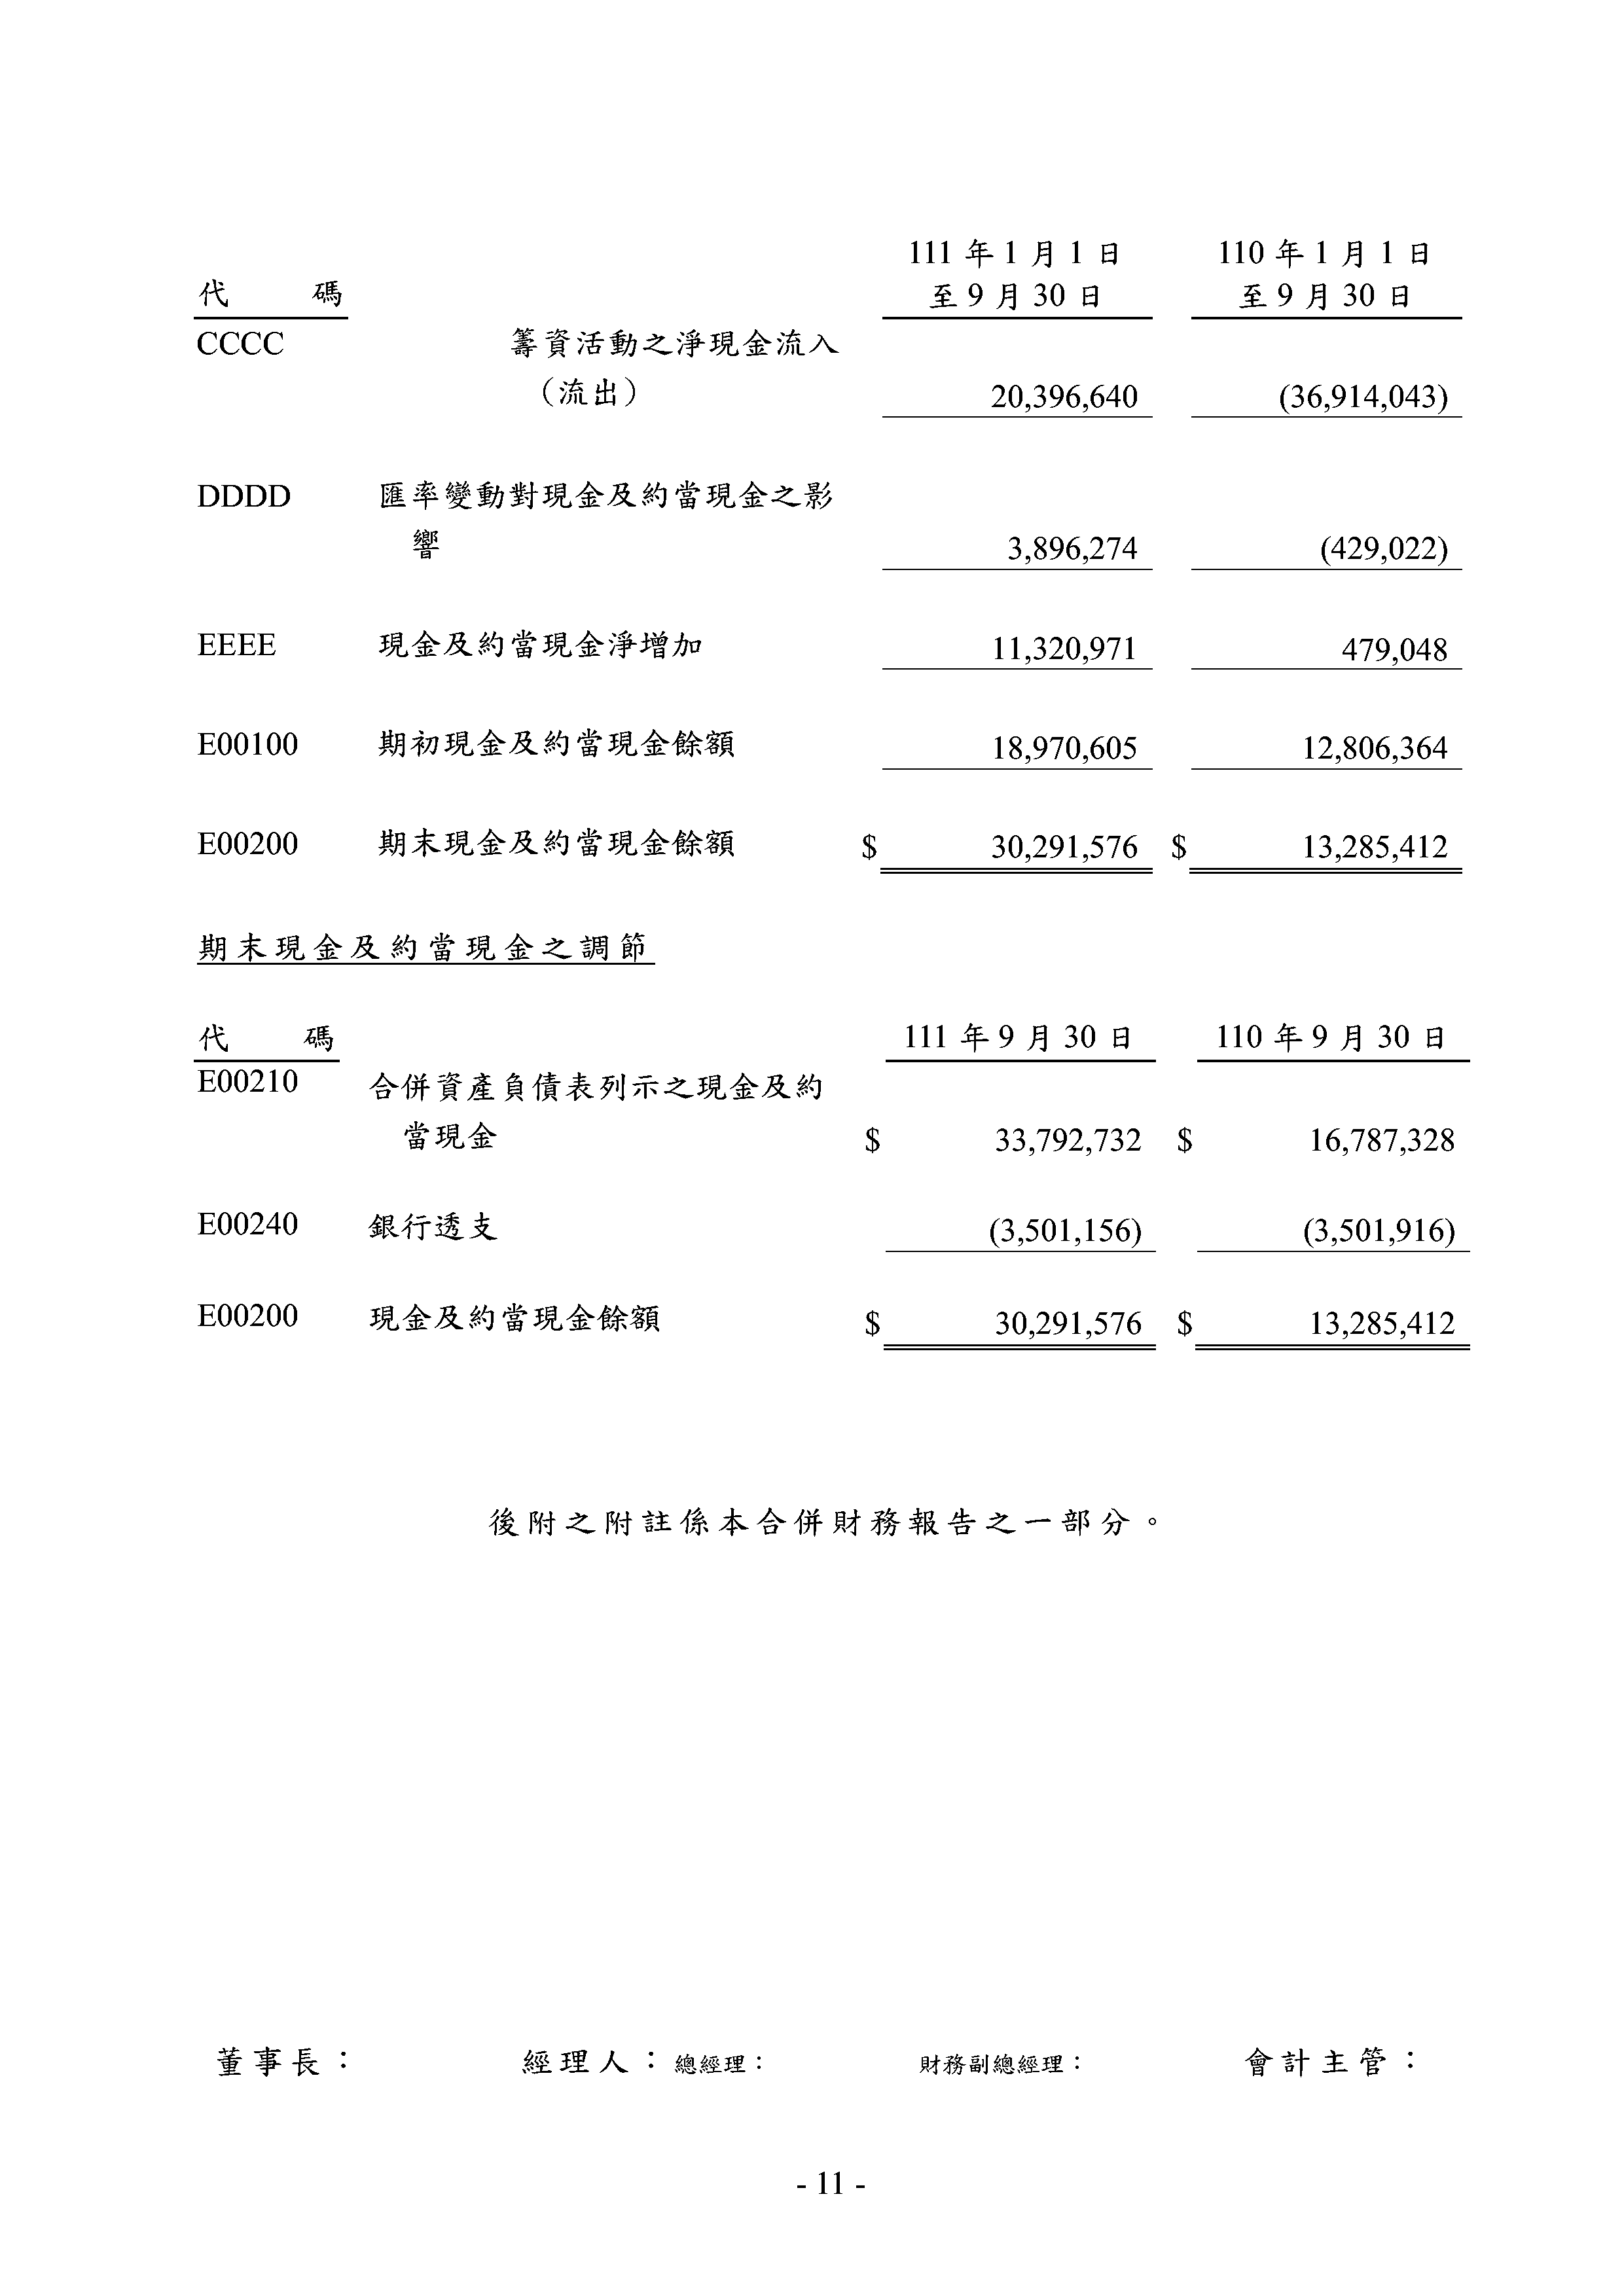 111 年 1 月 1 日 110 年 1 月 1 日
代 碼 至 9 月 30 日 至 9 月 30 日
CCCC 籌資活動之淨現金流入
（流出） 20,396,640 (36,914,043)
DDDD 匯率變動對現金及約當現金之影
響 3,896,274 (429,022)
EEEE 現金及約當現金淨增加 11,320,971 479,048
E00100 期初現金及約當現金餘額 18,970,605 12,806,364
E00200 期末現金及約當現金餘額 $ 30,291,576 $ 13,285,412
期末現金及約當現金之調節
代 碼 111 年 9 月 30 日 110 年 9 月 30 日
E00210 合併資產負債表列示之現金及約
當現金 $ 33,792,732 $ 16,787,328
E00240 銀行透支 (3,501,156) (3,501,916)
E00200 現金及約當現金餘額 $ 30,291,576 $ 13,285,412
後附之附註係本合併財務報告之一部分。
董事長： 經理人：總經理： 財務副總經理： 會計主管：
- 11 -